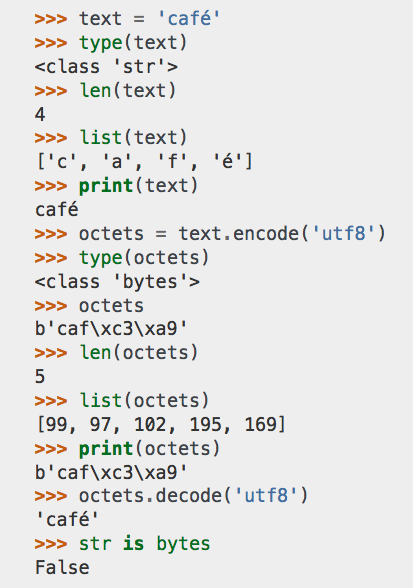 >>> text = 'café'
>>> type(text)
<class 'str'>
>>> len(text)
4
>>> list(text)
['c', 'a', 'f', 'é']
>>> print(text)
café
>>> octets = text.encode('utf8')
>>> type(octets)
<class 'bytes'>
>>> octets
b'caf\xc3\xa9'
>>> len(octets)
5
>>> list(octets)
[99, 97, 102, 195, 169]
>>> print(octets)
b'caf\xc3\xa9'
>>> octets.decode('utf8')
'café'
>>> str is bytes
False